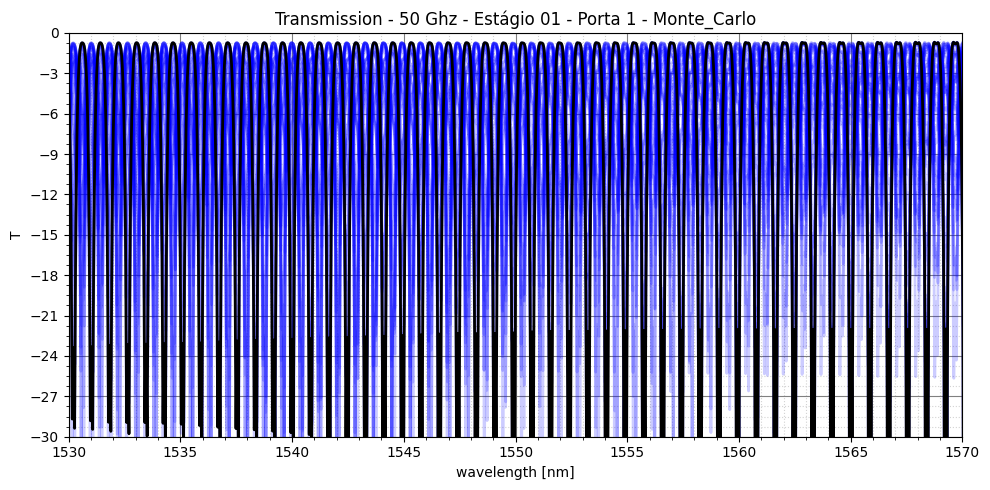 Transmission - 50 Ghz - Estágio 01 - Porta 1 - Monte_Carlo
T
0
−3
−6
−9
−12
−15
−18
−21
−24
−27
−30
1530 1535 1540 1545 1550 1555 1560 1565 1570
wavelength [nm]